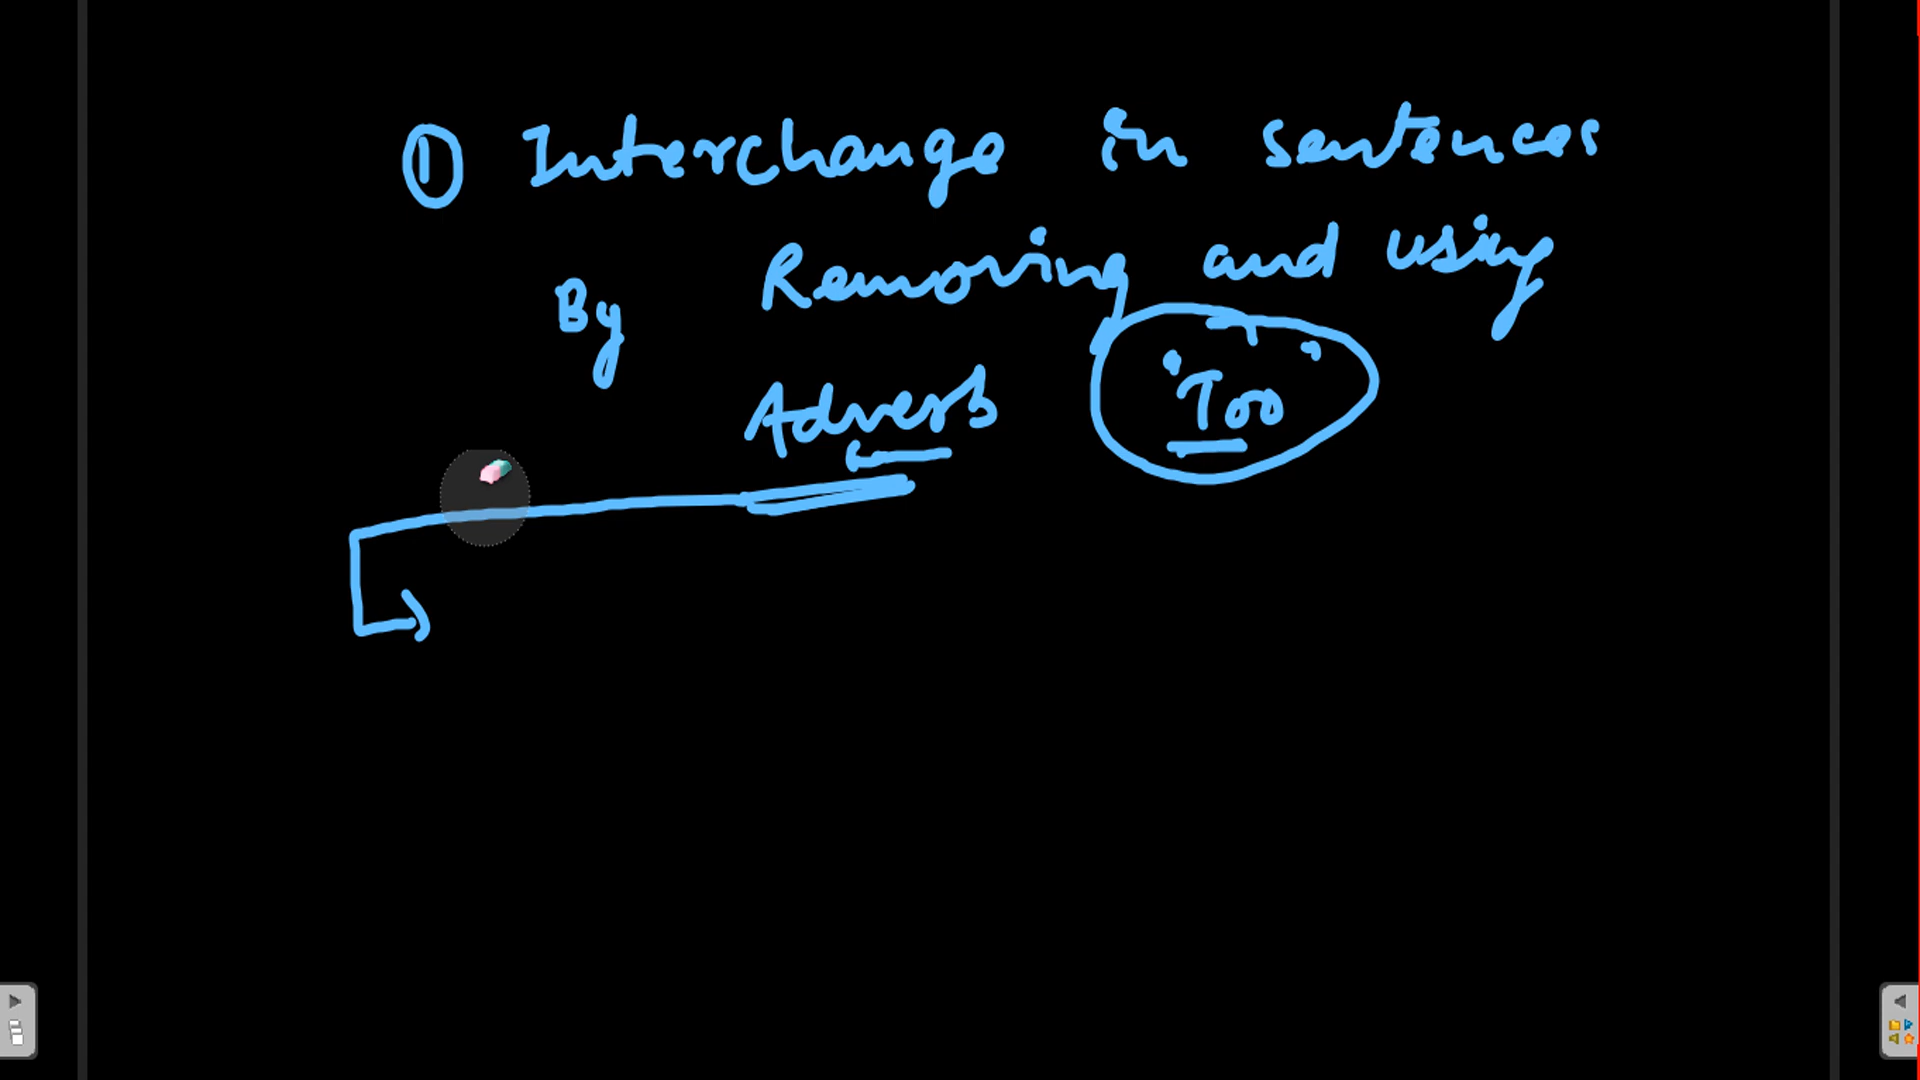 ① Interchange in sentences
By Removing and using
Adverb 'Too'